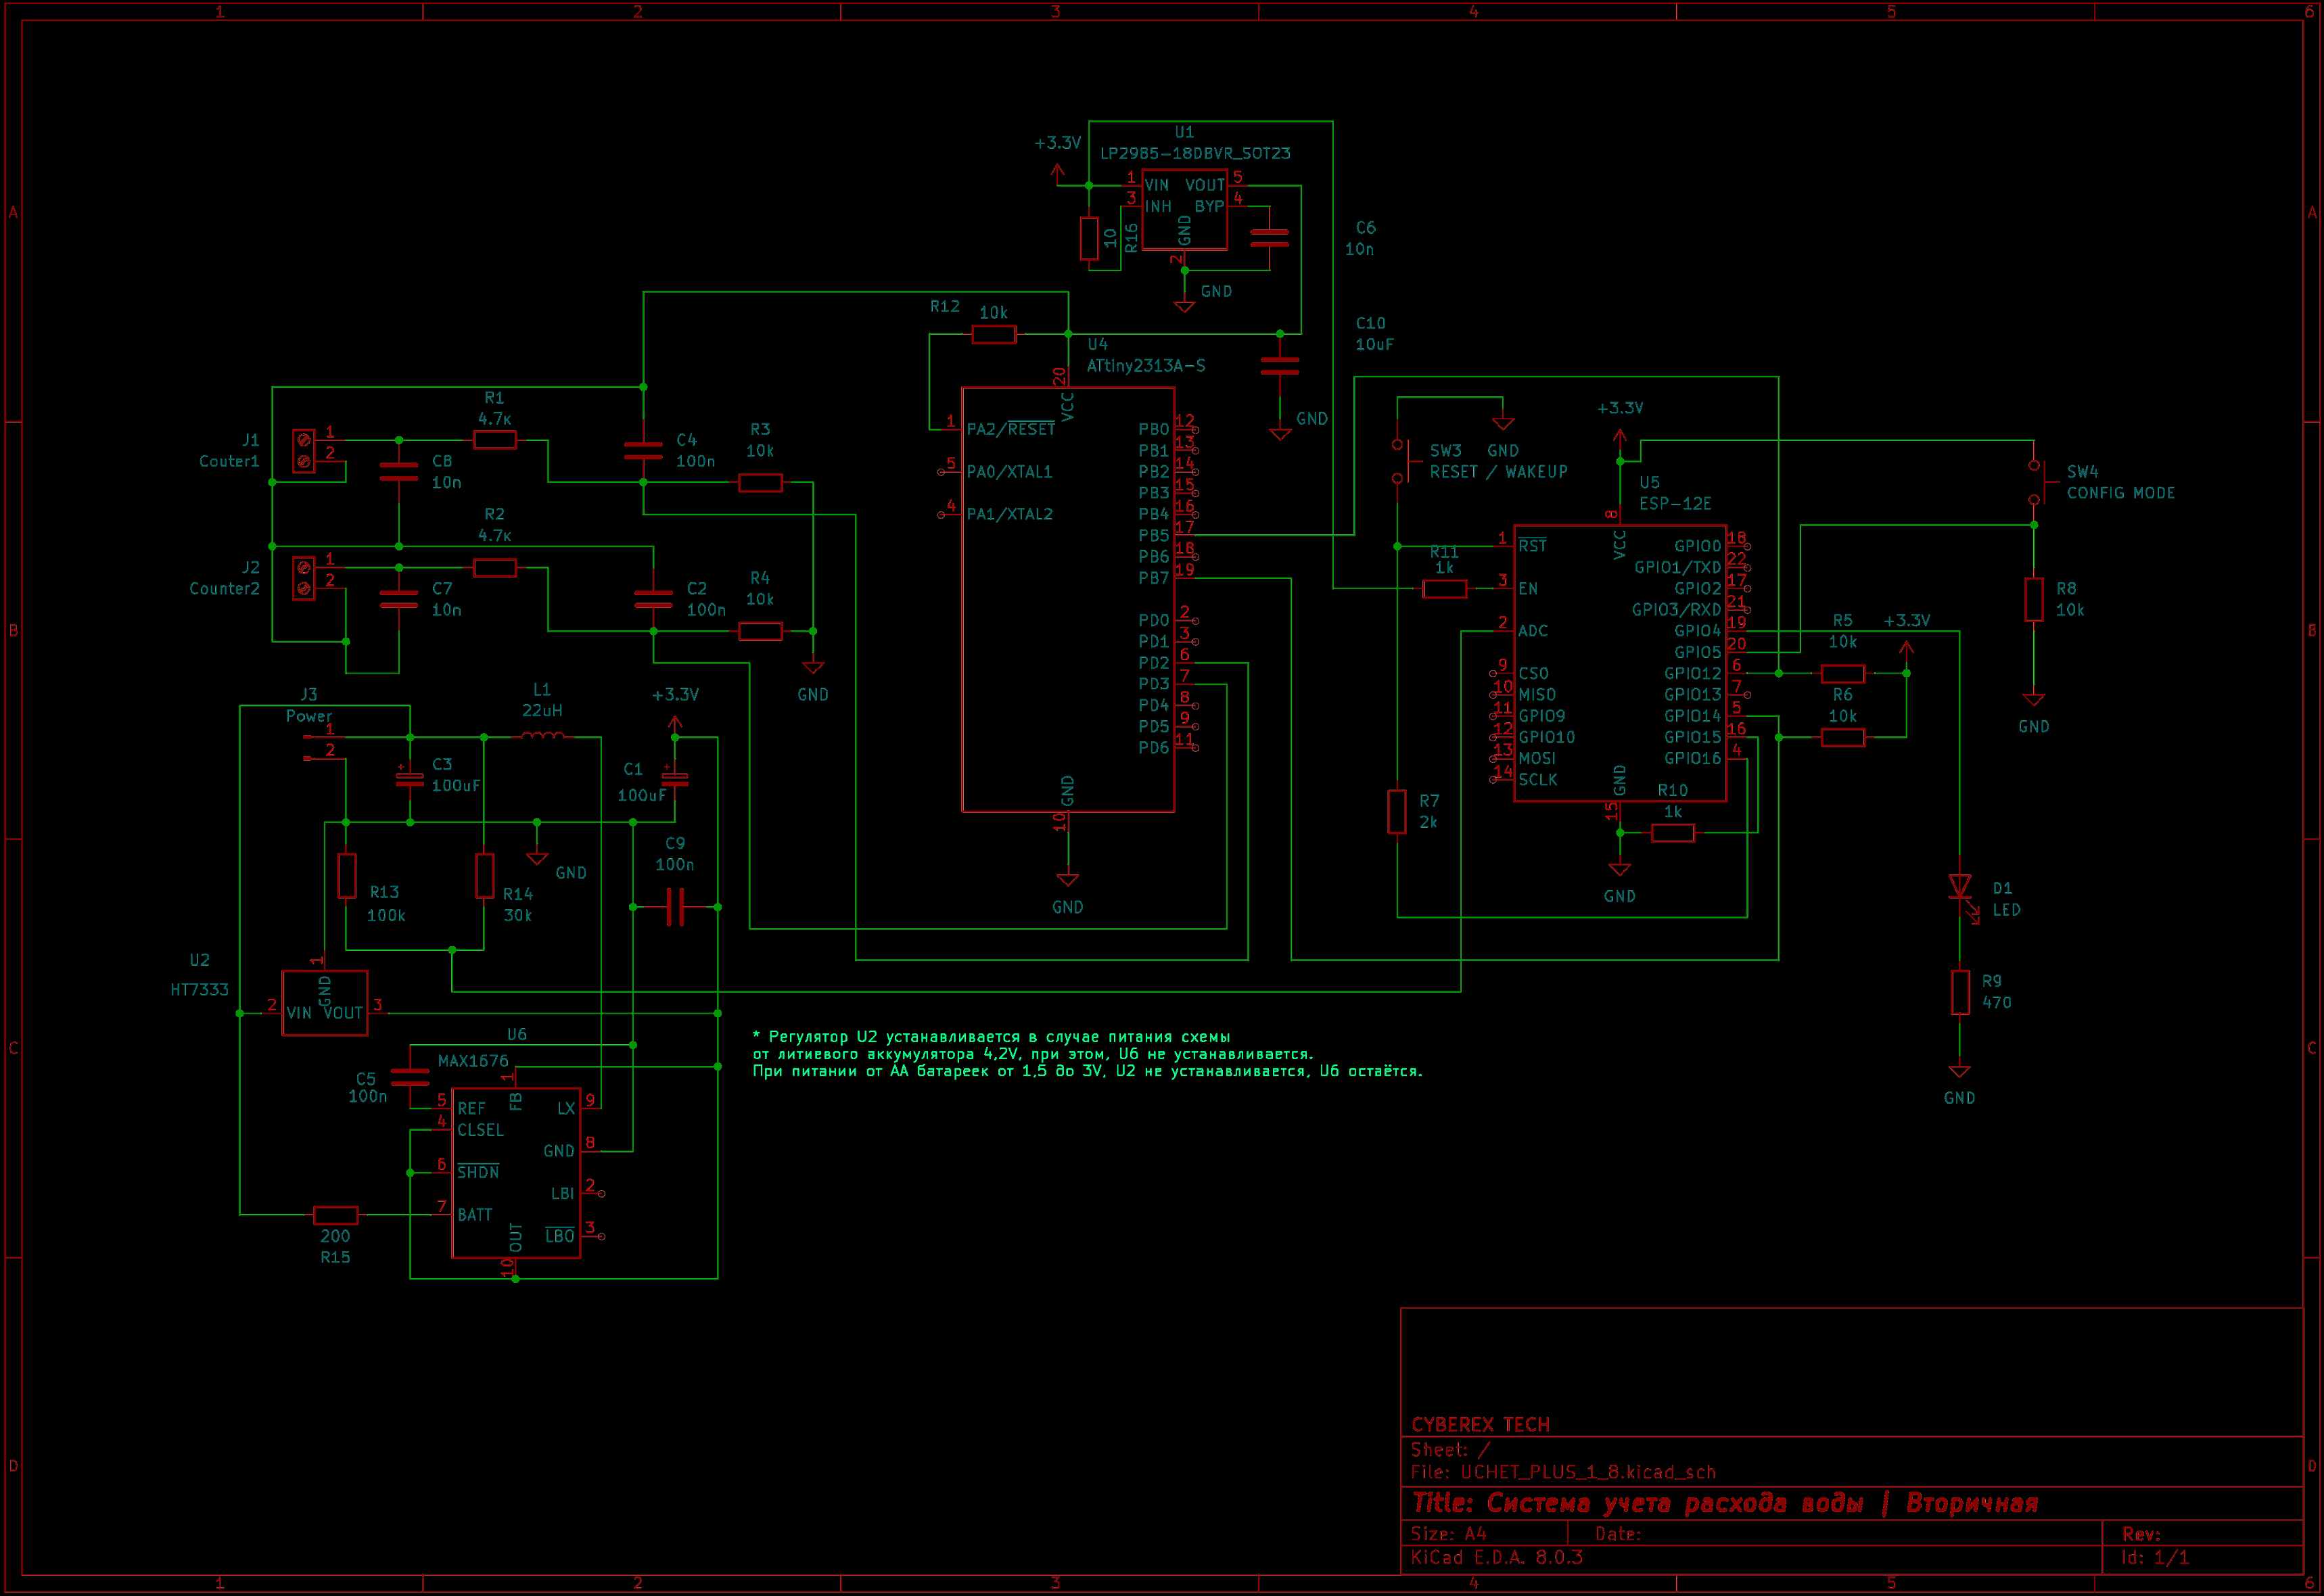 1 2 3 4 5 6
A A
B B
C C
D D
+3.3V
U1
LP2985-18DBVR_SOT23
1 VIN VOUT 5
3 INH BYP 4
GND
2
10
R16
C6
10n
GND
R12
10k
C10
10uF
GND
U4
ATtiny2313A-S
20
VCC
1 PA2/RESET
5 PA0/XTAL1
4 PA1/XTAL2
PB0 12
PB1 13
PB2 14
PB3 15
PB4 16
PB5 17
PB6 18
PB7 19
PD0 2
PD1 3
PD2 6
PD3 7
PD4 8
PD5 9
PD6 11
GND
10
GND
J1
Couter1
1
2
C8
10n
R1
4.7к
C4
100n
R3
10k
J2
Counter2
1
2
C7
10n
R2
4.7к
C2
100n
R4
10k
GND
SW3
RESET / WAKEUP
GND
+3.3V
U5
ESP-12E
8
VCC
SW4
CONFIG MODE
R11
1k
1 RST
3 EN
2 ADC
9 CS0
10 MISO
11 GPIO9
12 GPIO10
13 MOSI
14 SCLK
GPIO0 18
GPIO1/TXD 22
GPIO2 17
GPIO3/RXD 21
GPIO4 19
GPIO5 20
GPIO12 6
GPIO13 7
GPIO14 5
GPIO15 16
GPIO16 4
GND
15
GND
R10
1k
R7
2k
R5
10k
+3.3V
R6
10k
R8
10k
GND
D1
LED
R9
470
GND
J3
Power
1
2
L1
22uH
+3.3V
C3
100uF
C1
100uF
C9
100n
GND
R13
100k
R14
30k
U2
HT7333
1
GND
2 VIN VOUT 3
U6
MAX1676
C5
100n
1
FB
5 REF
4 CLSEL
6 SHDN
7 BATT
LX 9
GND 8
LBI 2
LBO 3
OUT
10
200
R15
* Регулятор U2 устанавливается в случае питания схемы
от литиевого аккумулятора 4,2V, при этом, U6 не устанавливается.
При питании от АА батареек от 1,5 до 3V, U2 не устанавливается, U6 остаётся.
CYBEREX TECH
Sheet: /
File: UCHET_PLUS_1_8.kicad_sch
Title: Система учета расхода воды | Вторичная
Size: A4 Date: Rev:
KiCad E.D.A. 8.0.3 Id: 1/1
1 2 3 4 5 6